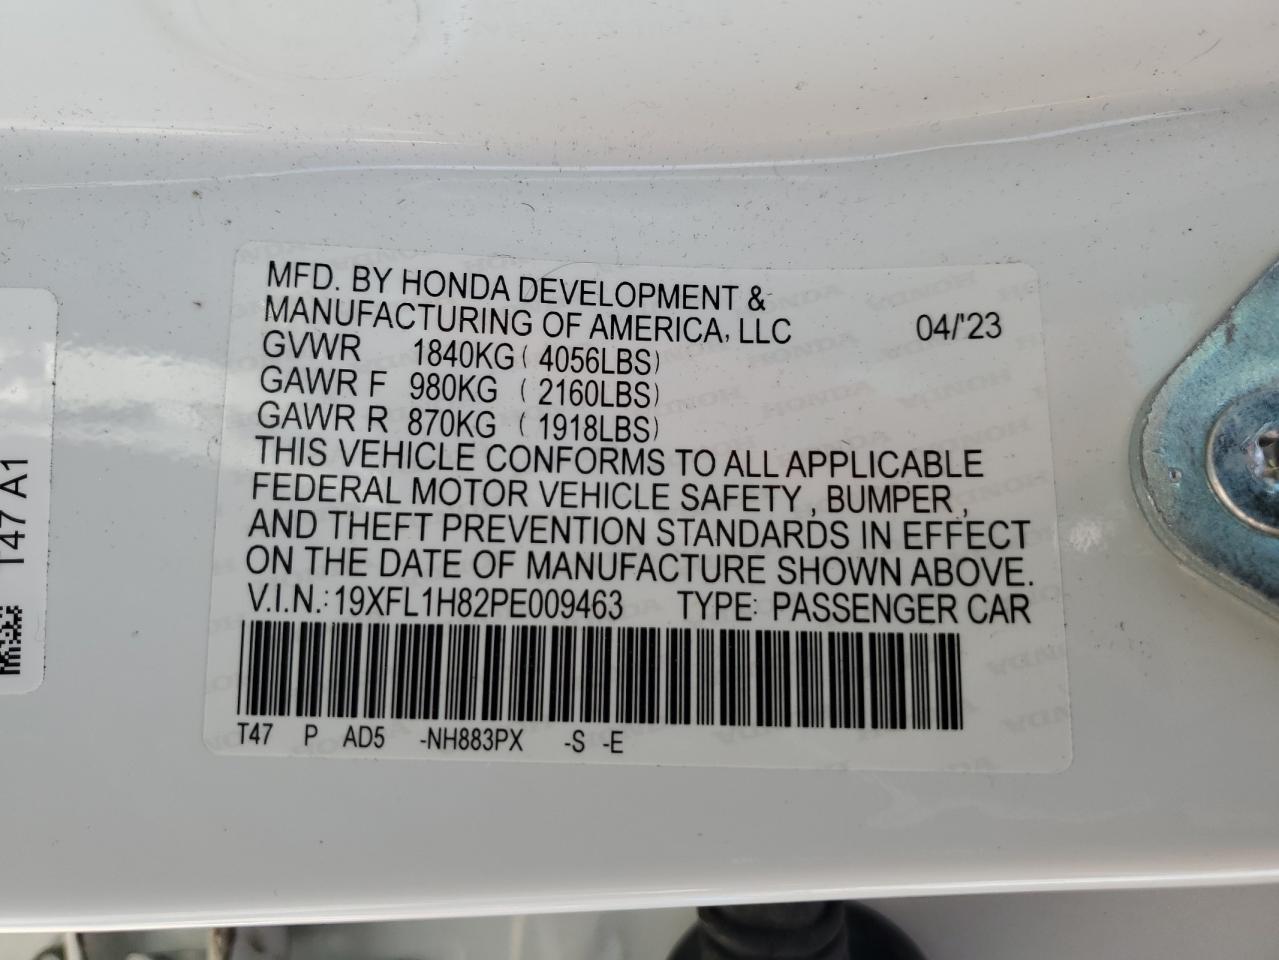 MFD. BY HONDA DEVELOPMENT &
MANUFACTURING OF AMERICA, LLC 04/'23
GVWR 1840KG ( 4056LBS)
GAWR F 980KG ( 2160LBS)
GAWR R 870KG ( 1918LBS)
THIS VEHICLE CONFORMS TO ALL APPLICABLE
FEDERAL MOTOR VEHICLE SAFETY , BUMPER ,
AND THEFT PREVENTION STANDARDS IN EFFECT
ON THE DATE OF MANUFACTURE SHOWN ABOVE.
V.I.N.: 19XFL1H82PE009463 TYPE: PASSENGER CAR
T47 P AD5 -NH883PX -S -E
T47 A1